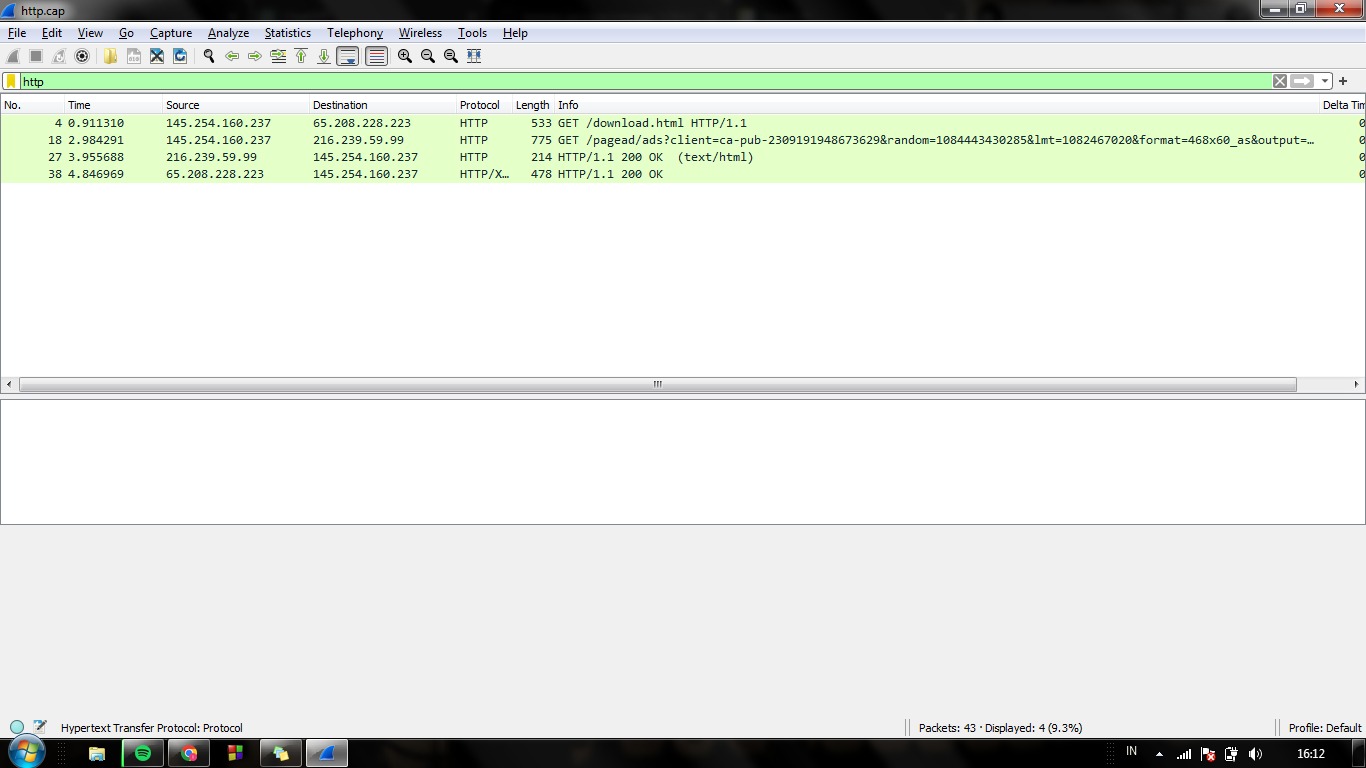 http.cap
File Edit View Go Capture Analyze Statistics Telephony Wireless Tools Help
http
No. Time Source Destination Protocol Length Info Delta Tim
4 0.911310 145.254.160.237 65.208.228.223 HTTP 533 GET /download.html HTTP/1.1 0
18 2.984291 145.254.160.237 216.239.59.99 HTTP 775 GET /pagead/ads?client=ca-pub-2309191948673629&random=1084443430285&lmt=1082467020&format=468x60_as&output=… 0
27 3.955688 216.239.59.99 145.254.160.237 HTTP 214 HTTP/1.1 200 OK (text/html) 0
38 4.846969 65.208.228.223 145.254.160.237 HTTP/X… 478 HTTP/1.1 200 OK 0
Hypertext Transfer Protocol: Protocol
Packets: 43 · Displayed: 4 (9.3%)
Profile: Default
IN
16:12